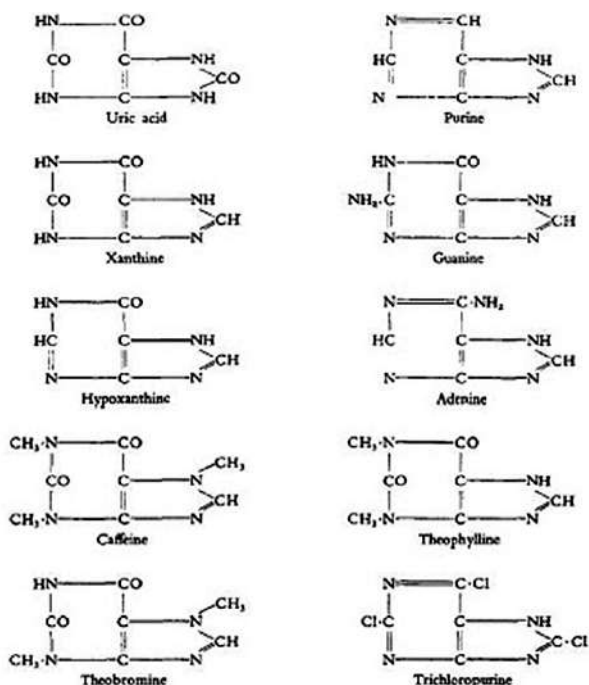 HN CO N CH
CO C NH HC C NH
CO CH
HN C NH N C N
Uric acid Purine
HN CO HN CO
CO C NH NH₂·C C NH
CH CH
HN C N N C N
Xanthine Guanine
HN CO N C·NH₂
HC C NH HC C NH
CH CH
N C N N C N
Hypoxanthine Adenine
CH₃·N CO CH₃·N CO
CH₃
CO C N CO C NH
CH CH
CH₃·N C N CH₃·N C N
Caffeine Theophylline
HN CO N C·Cl
CH₃
CO C N Cl·C C NH
CH C·Cl
CH₃·N C N N C N
Theobromine Trichloropurine